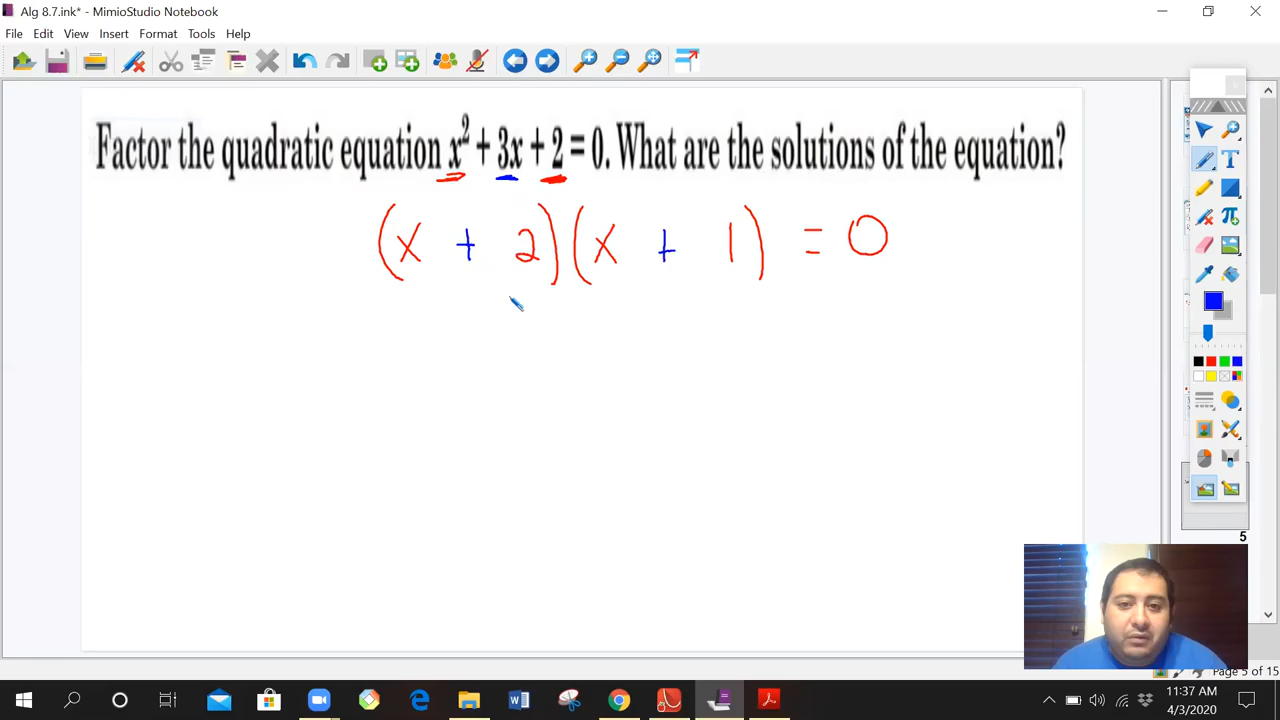 Alg 8.7.ink* - MimioStudio Notebook
File Edit View Insert Format Tools Help
Factor the quadratic equation x² + 3x + 2 = 0. What are the solutions of the equation?
(x + 2)(x + 1) = 0
5
Page 5 of 15
11:37 AM
4/3/2020